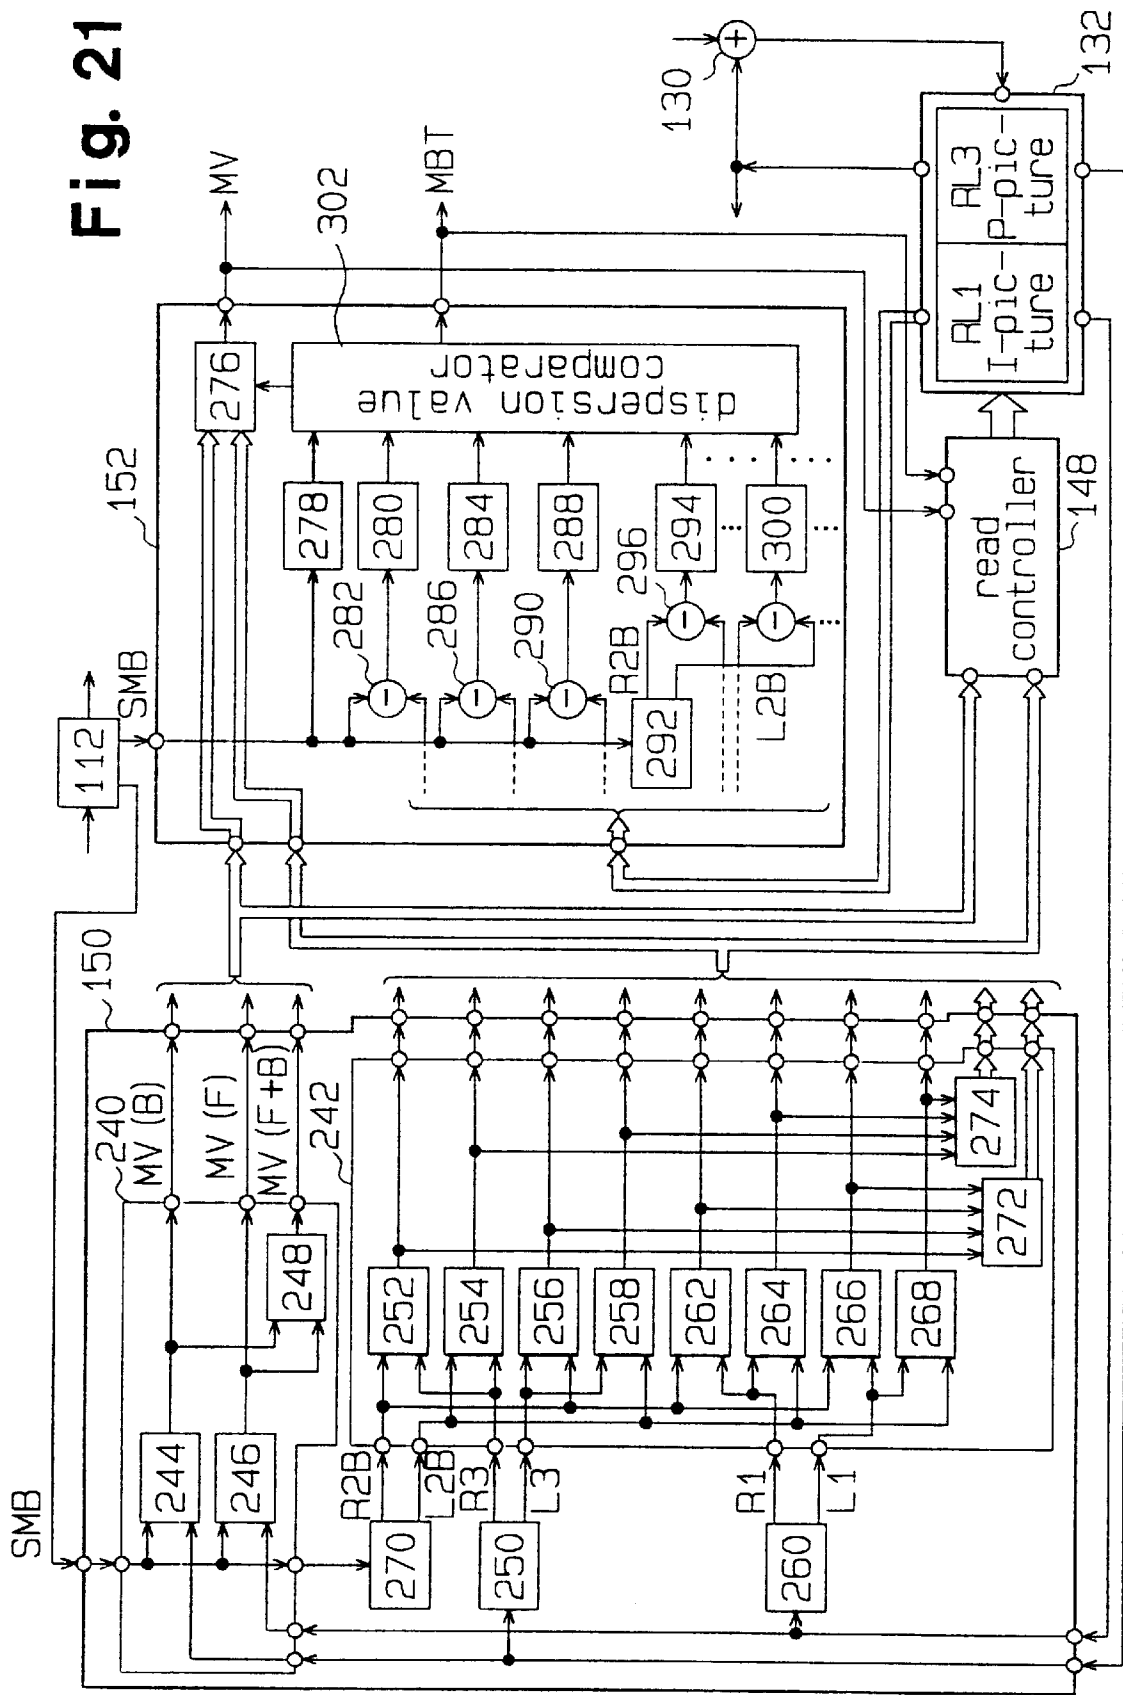 Fig. 21
SMB
150
240
MV (B)
MV (F)
MV (F+B)
242
244
246
248
270
250
260
R2B
L2B
R3
L3
R1
L1
252
254
256
258
262
264
266
268
272
274
112
SMB
152
276
MV
MBT
302
dispersion value
comparator
278
280
282
284
286
288
290
292
R2B
296
294
L2B
300
read
controller
148
130
132
RL1
I-pic-
ture
RL3
P-pic-
ture